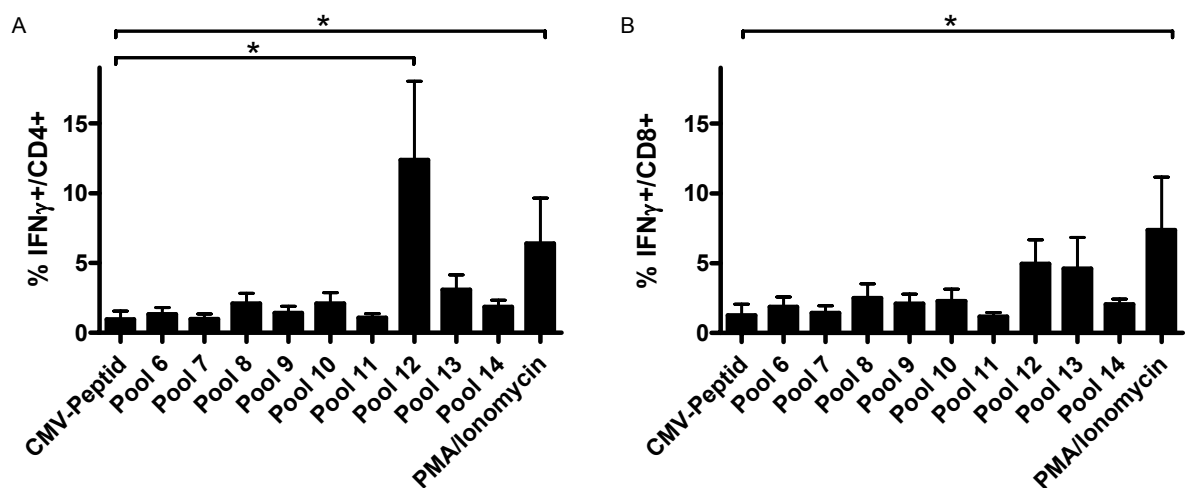 A
*
*
% IFNγ+/CD4+
15
10
5
0
CMV-Peptid
Pool 6
Pool 7
Pool 8
Pool 9
Pool 10
Pool 11
Pool 12
Pool 13
Pool 14
PMA/Ionomycin
B
*
% IFNγ+/CD8+
15
10
5
0
CMV-Peptid
Pool 6
Pool 7
Pool 8
Pool 9
Pool 10
Pool 11
Pool 12
Pool 13
Pool 14
PMA/Ionomycin